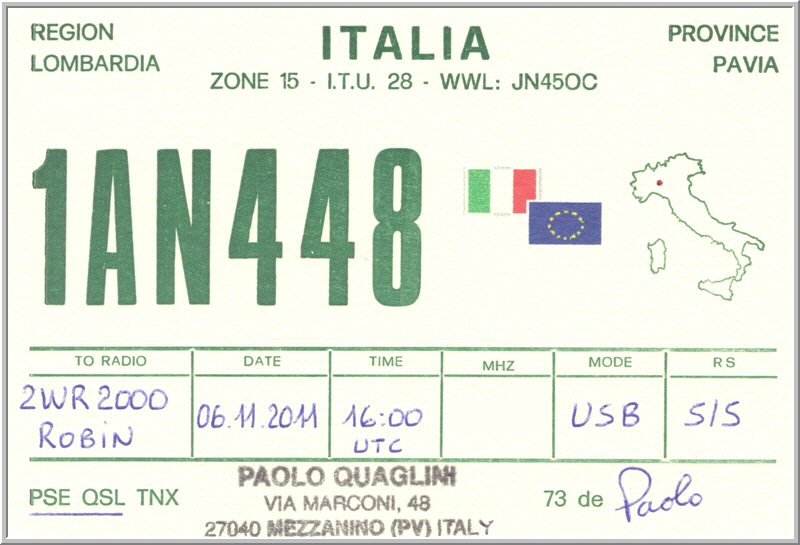 REGION
LOMBARDIA
ITALIA
ZONE 15 - I.T.U. 28 - WWL: JN45OC
PROVINCE
PAVIA
1AN448
TO RADIO DATE TIME MHZ MODE RS
2WR2000 06.11.2011 16:00 USB 5/5
ROBIN UTC
PAOLO QUAGLINI
VIA MARCONI, 48
27040 MEZZANINO (PV) ITALY
PSE QSL TNX
73 de Paolo